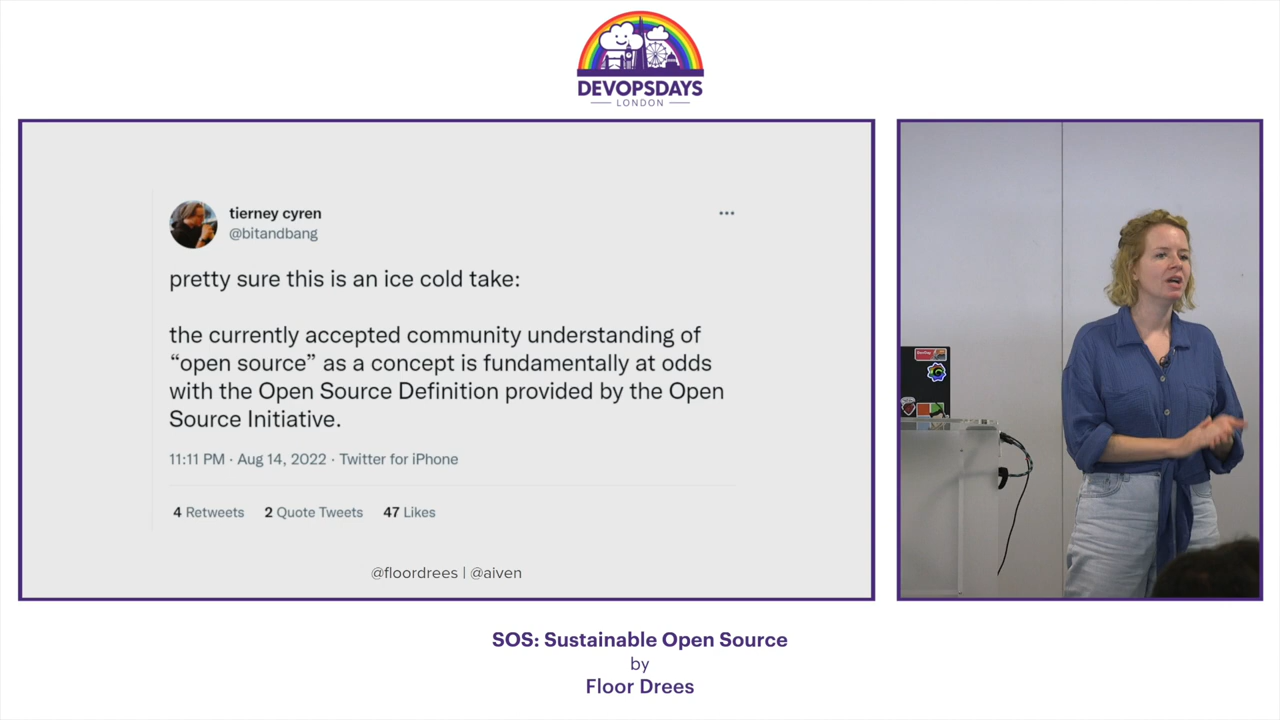 DEVOPSDAYS
LONDON
tierney cyren
@bitandbang
pretty sure this is an ice cold take:
the currently accepted community understanding of
“open source” as a concept is fundamentally at odds
with the Open Source Definition provided by the Open
Source Initiative.
11:11 PM · Aug 14, 2022 · Twitter for iPhone
4 Retweets 2 Quote Tweets 47 Likes
@floordrees | @aiven
SOS: Sustainable Open Source
by
Floor Drees